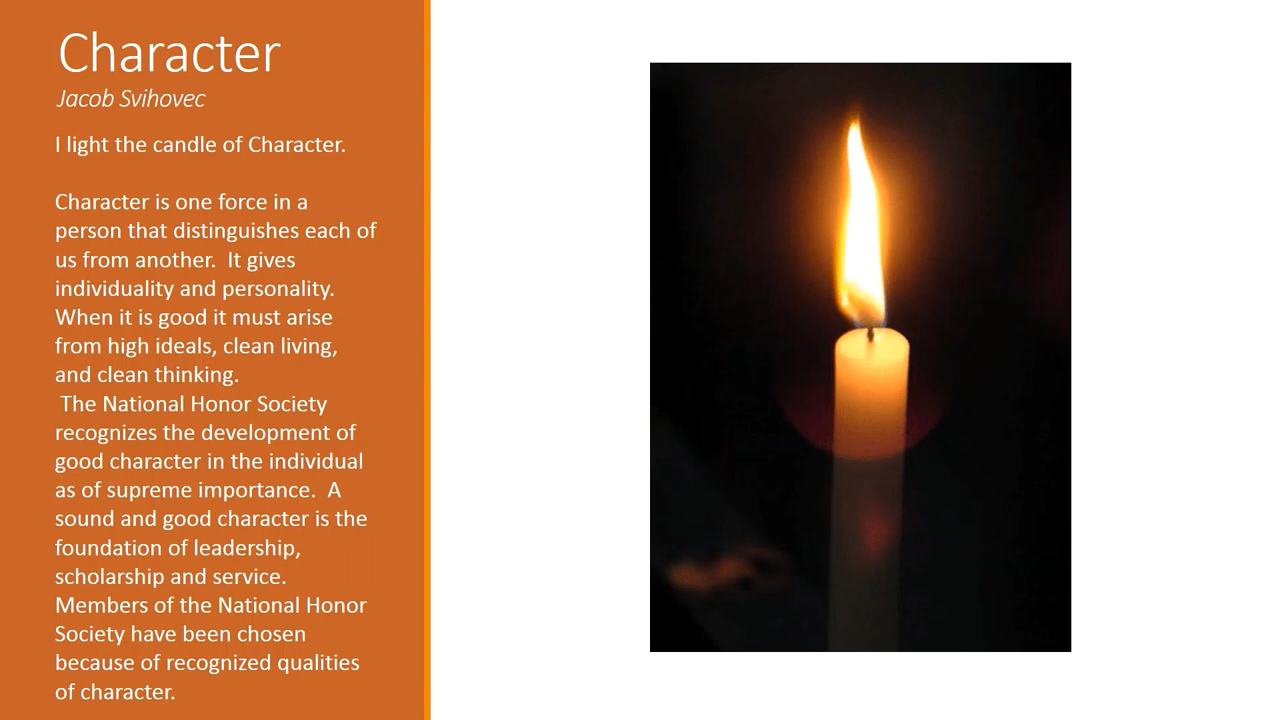 Character
Jacob Svihovec
I light the candle of Character.
Character is one force in a
person that distinguishes each of
us from another.  It gives
individuality and personality.
When it is good it must arise
from high ideals, clean living,
and clean thinking.
The National Honor Society
recognizes the development of
good character in the individual
as of supreme importance.  A
sound and good character is the
foundation of leadership,
scholarship and service.
Members of the National Honor
Society have been chosen
because of recognized qualities
of character.